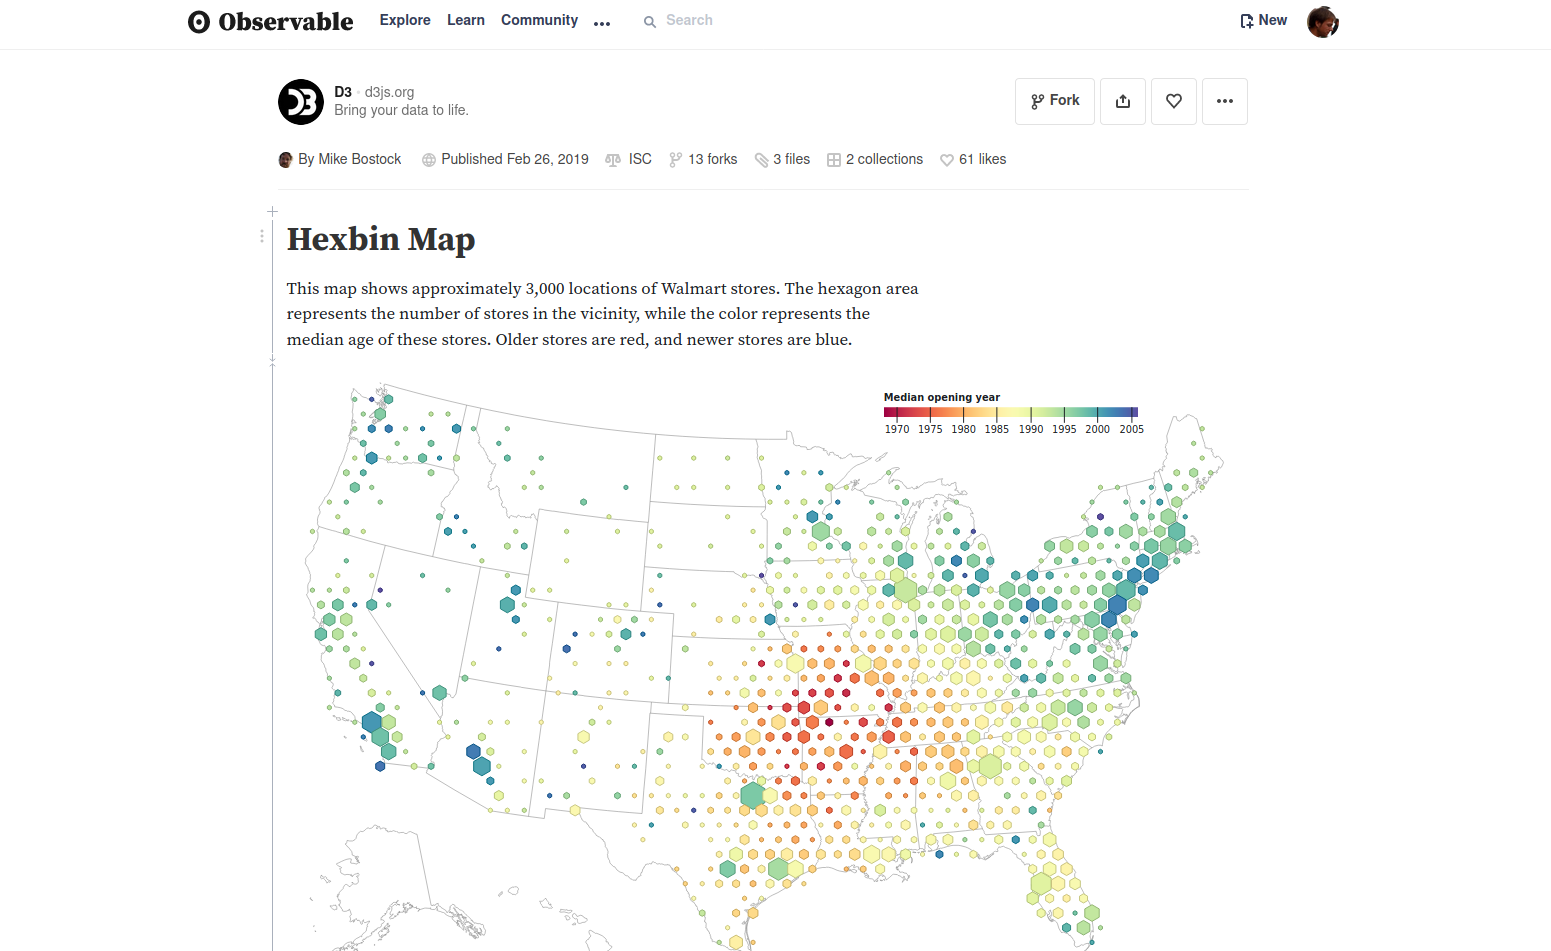 Observable Explore Learn Community Search New
D3 · d3js.org
Bring your data to life.
Fork
By Mike Bostock Published Feb 26, 2019 ISC 13 forks 3 files 2 collections 61 likes
Hexbin Map
This map shows approximately 3,000 locations of Walmart stores. The hexagon area
represents the number of stores in the vicinity, while the color represents the
median age of these stores. Older stores are red, and newer stores are blue.
Median opening year
1970 1975 1980 1985 1990 1995 2000 2005